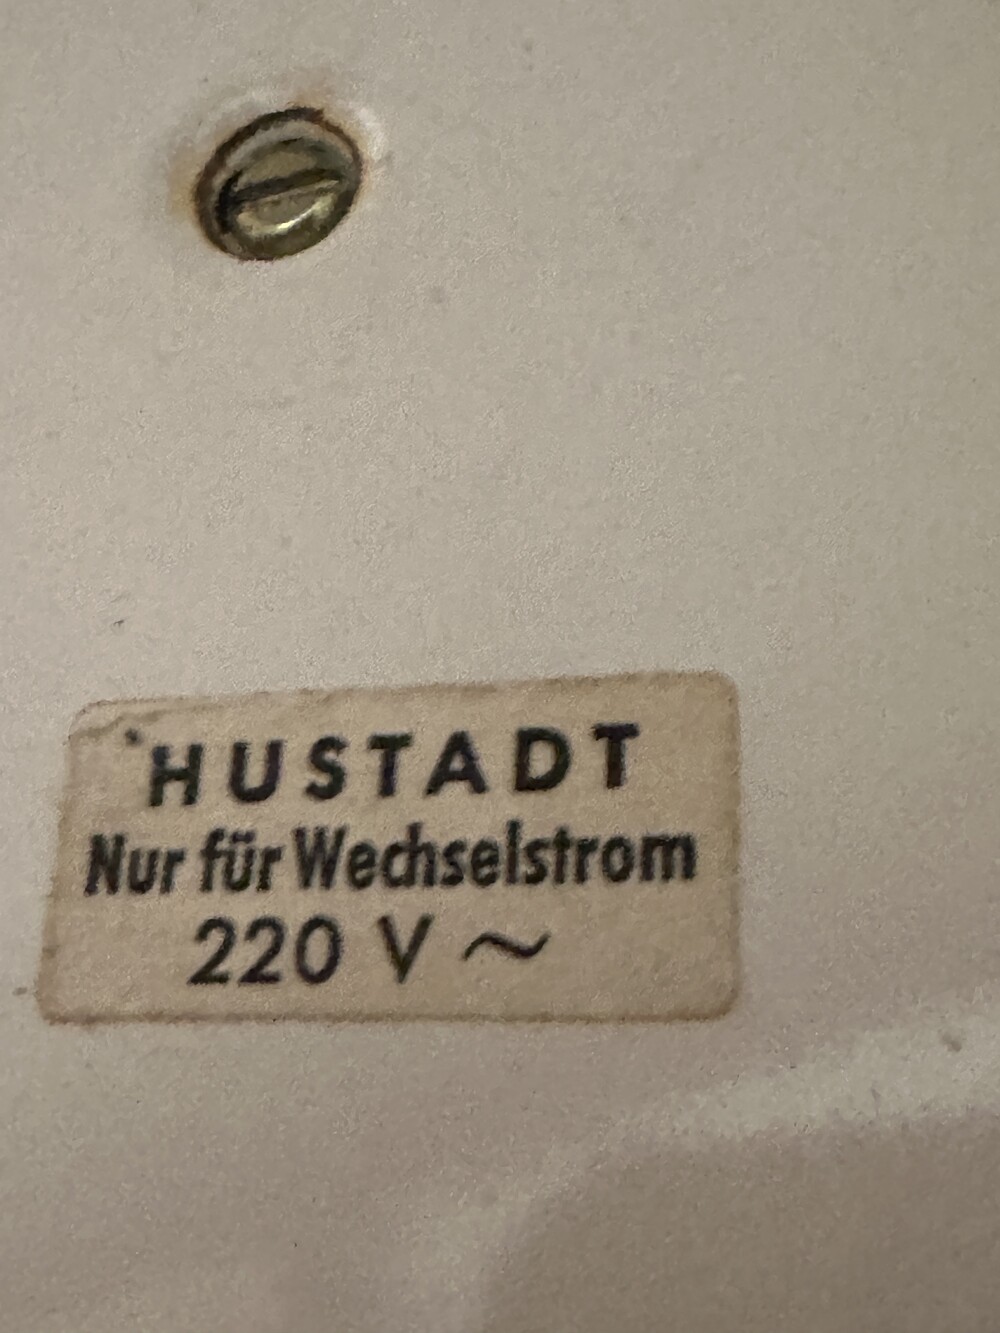 HUSTADT
Nur für Wechselstrom
220 V ~